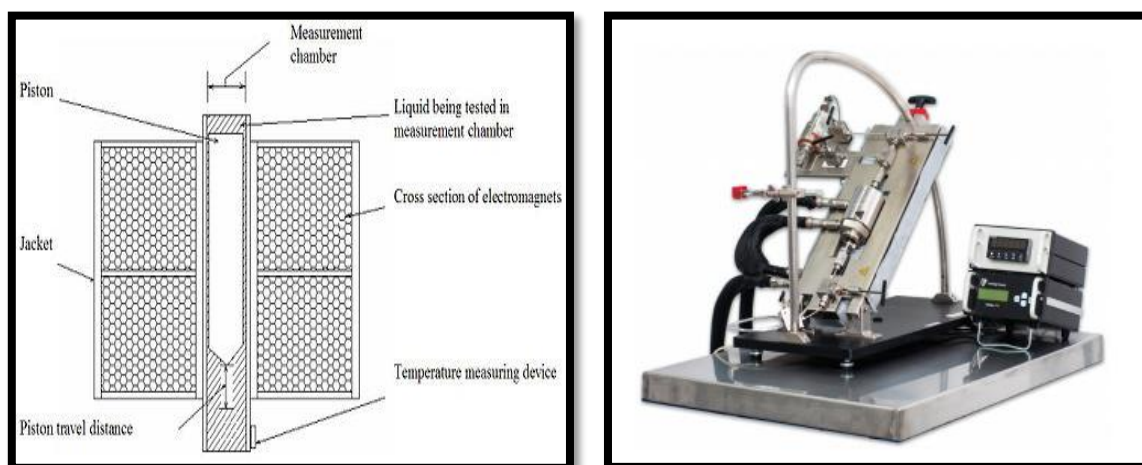 Measurement
chamber
Piston
Liquid being tested in
measurement chamber
Cross section of electromagnets
Jacket
Temperature measuring device
Piston travel distance